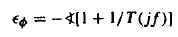 ϵ_ϕ = −∢[1 + 1/T(jf)]